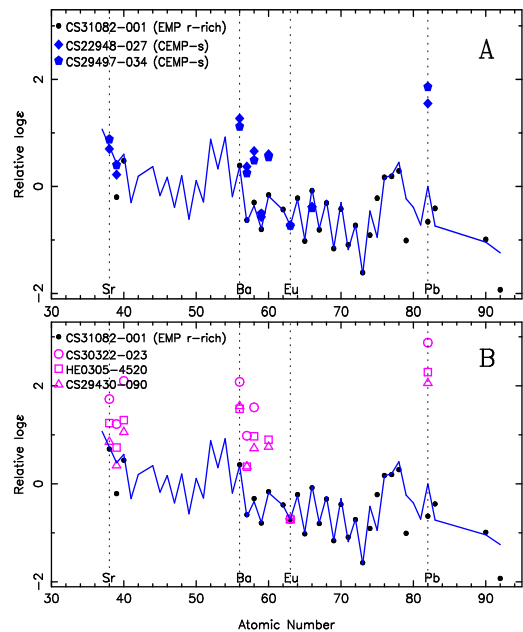 CS31082−001 (EMP r−rich)
CS22948−027 (CEMP−s)
CS29497−034 (CEMP−s)
A
Relative logε
2
0
−2
Sr
Ba
Eu
Pb
30 40 50 60 70 80 90
CS31082−001 (EMP r−rich)
CS30322−023
HE0305−4520
CS29430−090
B
Relative logε
2
0
−2
Sr
Ba
Eu
Pb
30 40 50 60 70 80 90
Atomic Number